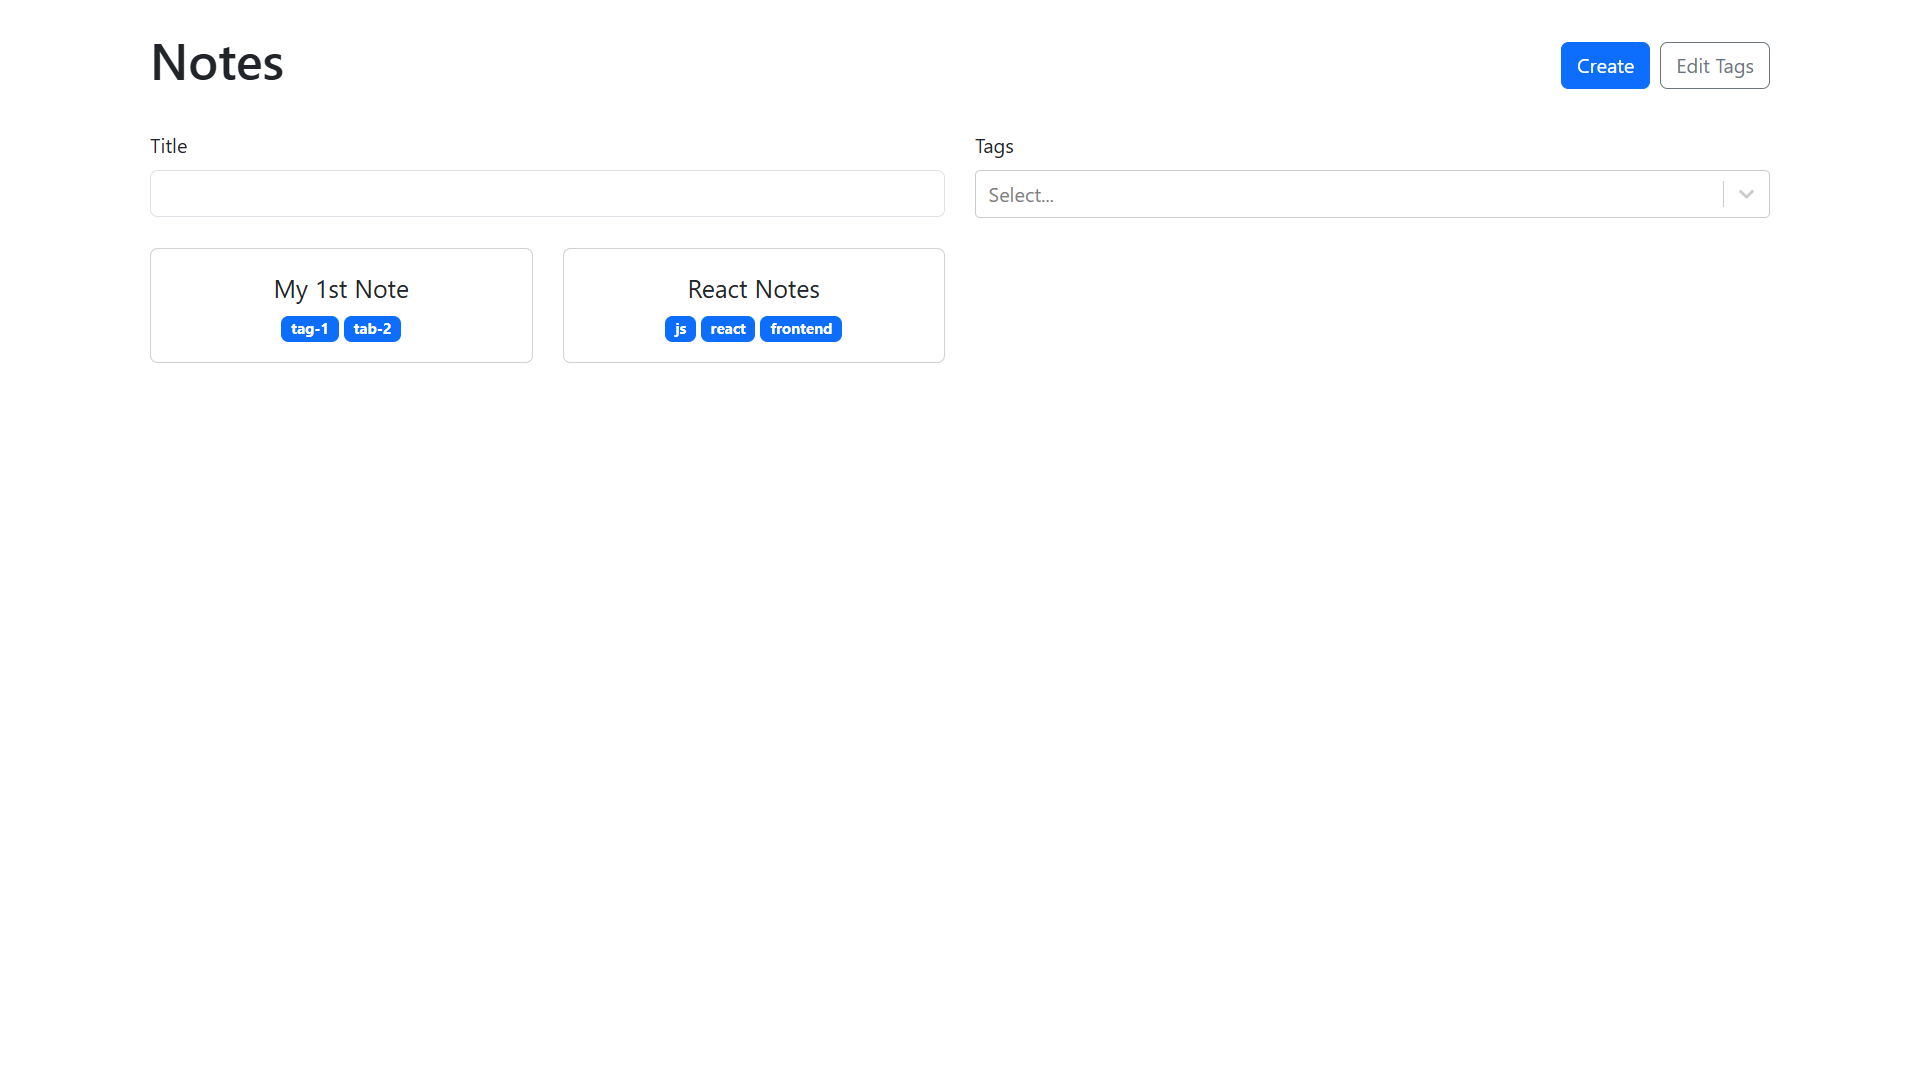 Notes
Create
Edit Tags
Title
Tags
Select...
My 1st Note
tag-1 tab-2
React Notes
js react frontend